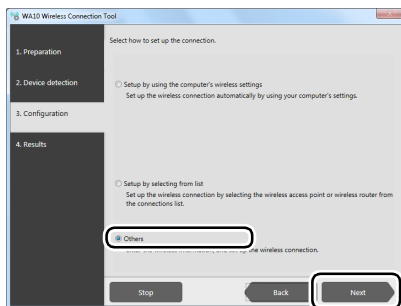 WA10 Wireless Connection Tool
1. Preparation
2. Device detection
3. Configuration
4. Results
Select how to set up the connection.
Setup by using the computer's wireless settings
Set up the wireless connection automatically by using your computer's settings.
Setup by selecting from list
Set up the wireless connection by selecting the wireless access point or wireless router from
the connections list.
Others
the wireless connection.
Stop
Back
Next